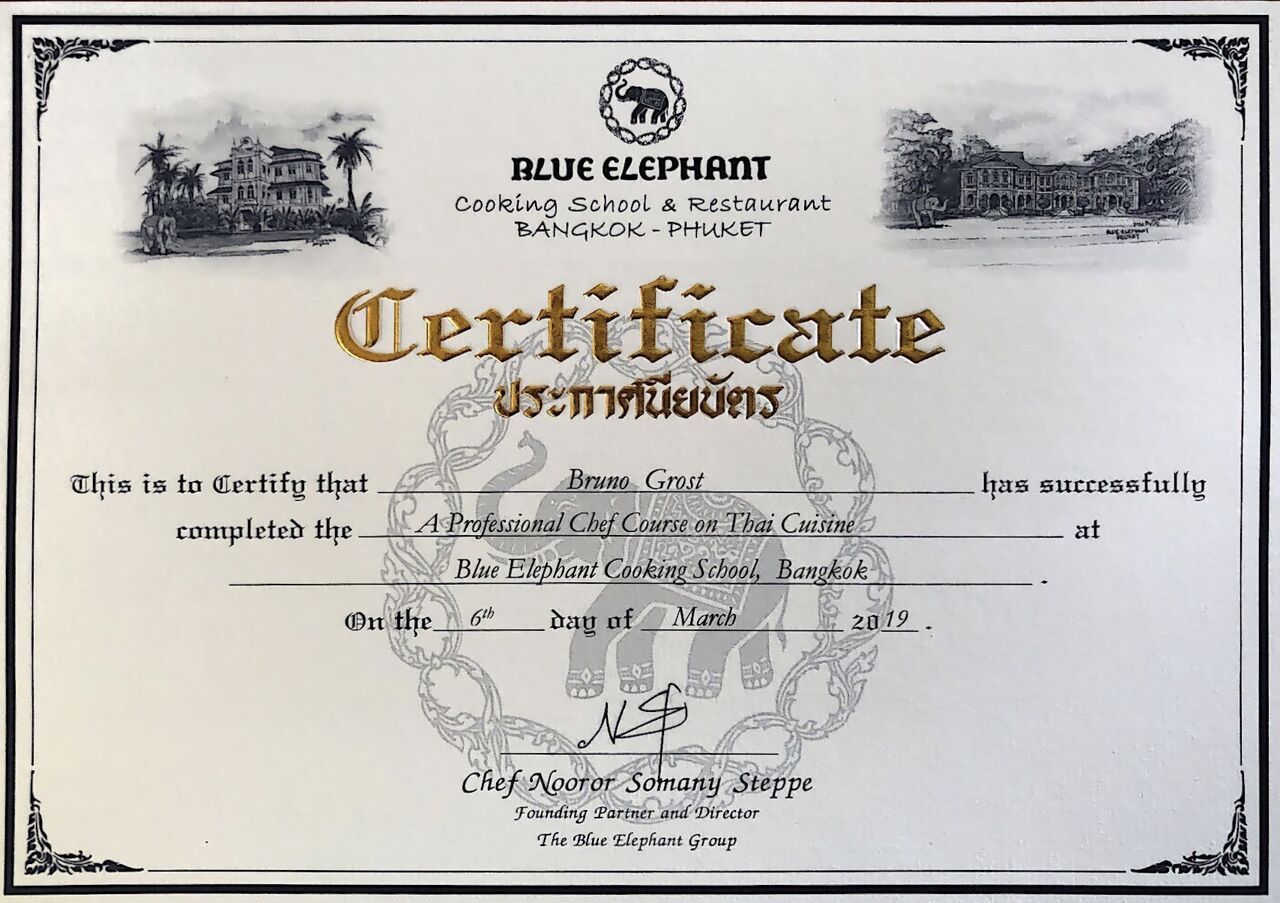 BLUE ELEPHANT
Cooking School & Restaurant
BANGKOK - PHUKET
BLUE ELEPHANT
PHUKET
Certificate
ประกาศนียบัตร
This is to Certify that Bruno Grost has successfully
completed the A Professional Chef Course on Thai Cuisine at
Blue Elephant Cooking School, Bangkok .
On the 6th day of March 2019 .
Chef Nooror Somany Steppe
Founding Partner and Director
The Blue Elephant Group